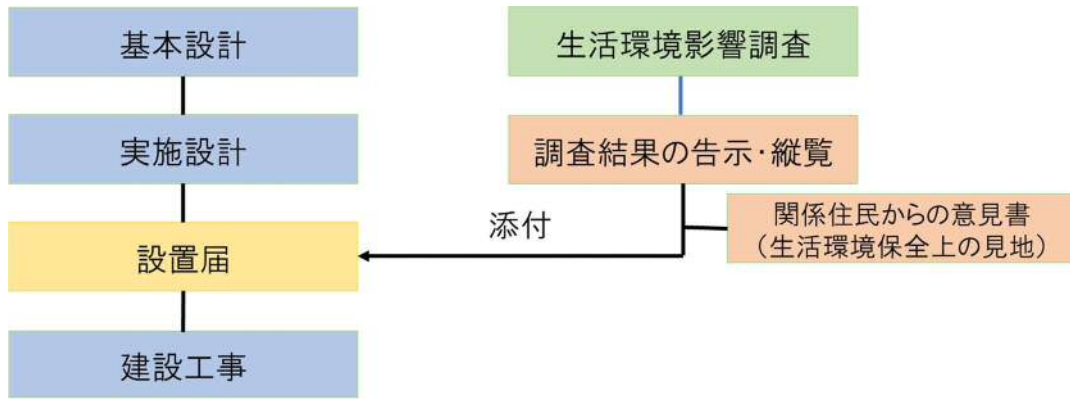 基本設計
実施設計
設置届
建設工事
生活環境影響調査
調査結果の告示・縦覧
添付
関係住民からの意見書
（生活環境保全上の見地）